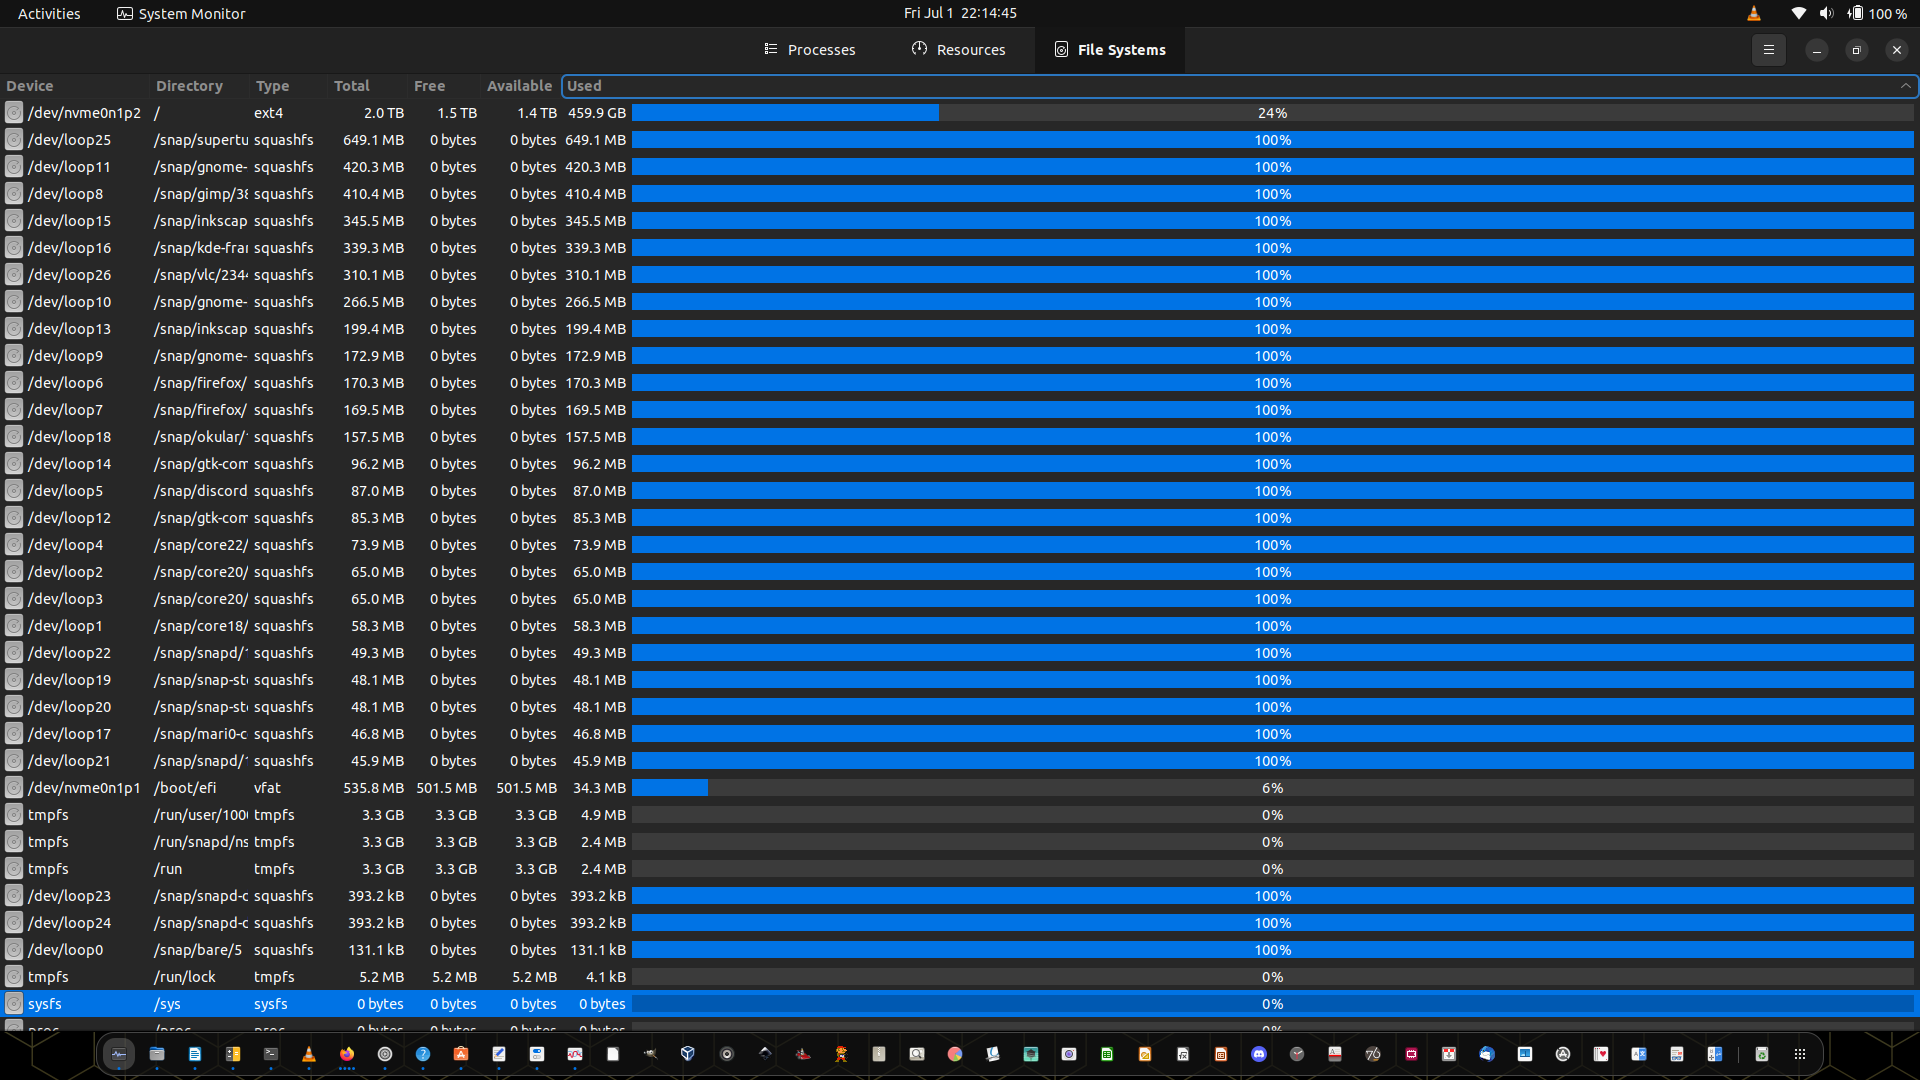 Activities System Monitor Fri Jul 1 22:14:45 100 %
Processes Resources File Systems
Device Directory Type Total Free Available Used
/dev/nvme0n1p2 / ext4 2.0 TB 1.5 TB 1.4 TB 459.9 GB 24%
/dev/loop25 /snap/supertu squashfs 649.1 MB 0 bytes 0 bytes 649.1 MB 100%
/dev/loop11 /snap/gnome- squashfs 420.3 MB 0 bytes 0 bytes 420.3 MB 100%
/dev/loop8 /snap/gimp/38 squashfs 410.4 MB 0 bytes 0 bytes 410.4 MB 100%
/dev/loop15 /snap/inkscap squashfs 345.5 MB 0 bytes 0 bytes 345.5 MB 100%
/dev/loop16 /snap/kde-fra squashfs 339.3 MB 0 bytes 0 bytes 339.3 MB 100%
/dev/loop26 /snap/vlc/234 squashfs 310.1 MB 0 bytes 0 bytes 310.1 MB 100%
/dev/loop10 /snap/gnome- squashfs 266.5 MB 0 bytes 0 bytes 266.5 MB 100%
/dev/loop13 /snap/inkscap squashfs 199.4 MB 0 bytes 0 bytes 199.4 MB 100%
/dev/loop9 /snap/gnome- squashfs 172.9 MB 0 bytes 0 bytes 172.9 MB 100%
/dev/loop6 /snap/firefox/ squashfs 170.3 MB 0 bytes 0 bytes 170.3 MB 100%
/dev/loop7 /snap/firefox/ squashfs 169.5 MB 0 bytes 0 bytes 169.5 MB 100%
/dev/loop18 /snap/okular/ squashfs 157.5 MB 0 bytes 0 bytes 157.5 MB 100%
/dev/loop14 /snap/gtk-com squashfs 96.2 MB 0 bytes 0 bytes 96.2 MB 100%
/dev/loop5 /snap/discord squashfs 87.0 MB 0 bytes 0 bytes 87.0 MB 100%
/dev/loop12 /snap/gtk-com squashfs 85.3 MB 0 bytes 0 bytes 85.3 MB 100%
/dev/loop4 /snap/core22/ squashfs 73.9 MB 0 bytes 0 bytes 73.9 MB 100%
/dev/loop2 /snap/core20/ squashfs 65.0 MB 0 bytes 0 bytes 65.0 MB 100%
/dev/loop3 /snap/core20/ squashfs 65.0 MB 0 bytes 0 bytes 65.0 MB 100%
/dev/loop1 /snap/core18/ squashfs 58.3 MB 0 bytes 0 bytes 58.3 MB 100%
/dev/loop22 /snap/snapd/ squashfs 49.3 MB 0 bytes 0 bytes 49.3 MB 100%
/dev/loop19 /snap/snap-st squashfs 48.1 MB 0 bytes 0 bytes 48.1 MB 100%
/dev/loop20 /snap/snap-st squashfs 48.1 MB 0 bytes 0 bytes 48.1 MB 100%
/dev/loop17 /snap/mari0-c squashfs 46.8 MB 0 bytes 0 bytes 46.8 MB 100%
/dev/loop21 /snap/snapd/ squashfs 45.9 MB 0 bytes 0 bytes 45.9 MB 100%
/dev/nvme0n1p1 /boot/efi vfat 535.8 MB 501.5 MB 501.5 MB 34.3 MB 6%
tmpfs /run/user/100 tmpfs 3.3 GB 3.3 GB 3.3 GB 4.9 MB 0%
tmpfs /run/snapd/ns tmpfs 3.3 GB 3.3 GB 3.3 GB 2.4 MB 0%
tmpfs /run tmpfs 3.3 GB 3.3 GB 3.3 GB 2.4 MB 0%
/dev/loop23 /snap/snapd-c squashfs 393.2 kB 0 bytes 0 bytes 393.2 kB 100%
/dev/loop24 /snap/snapd-c squashfs 393.2 kB 0 bytes 0 bytes 393.2 kB 100%
/dev/loop0 /snap/bare/5 squashfs 131.1 kB 0 bytes 0 bytes 131.1 kB 100%
tmpfs /run/lock tmpfs 5.2 MB 5.2 MB 5.2 MB 4.1 kB 0%
sysfs /sys sysfs 0 bytes 0 bytes 0 bytes 0 bytes 0%
proc /proc proc 0 bytes 0 bytes 0 bytes 0 bytes 0%